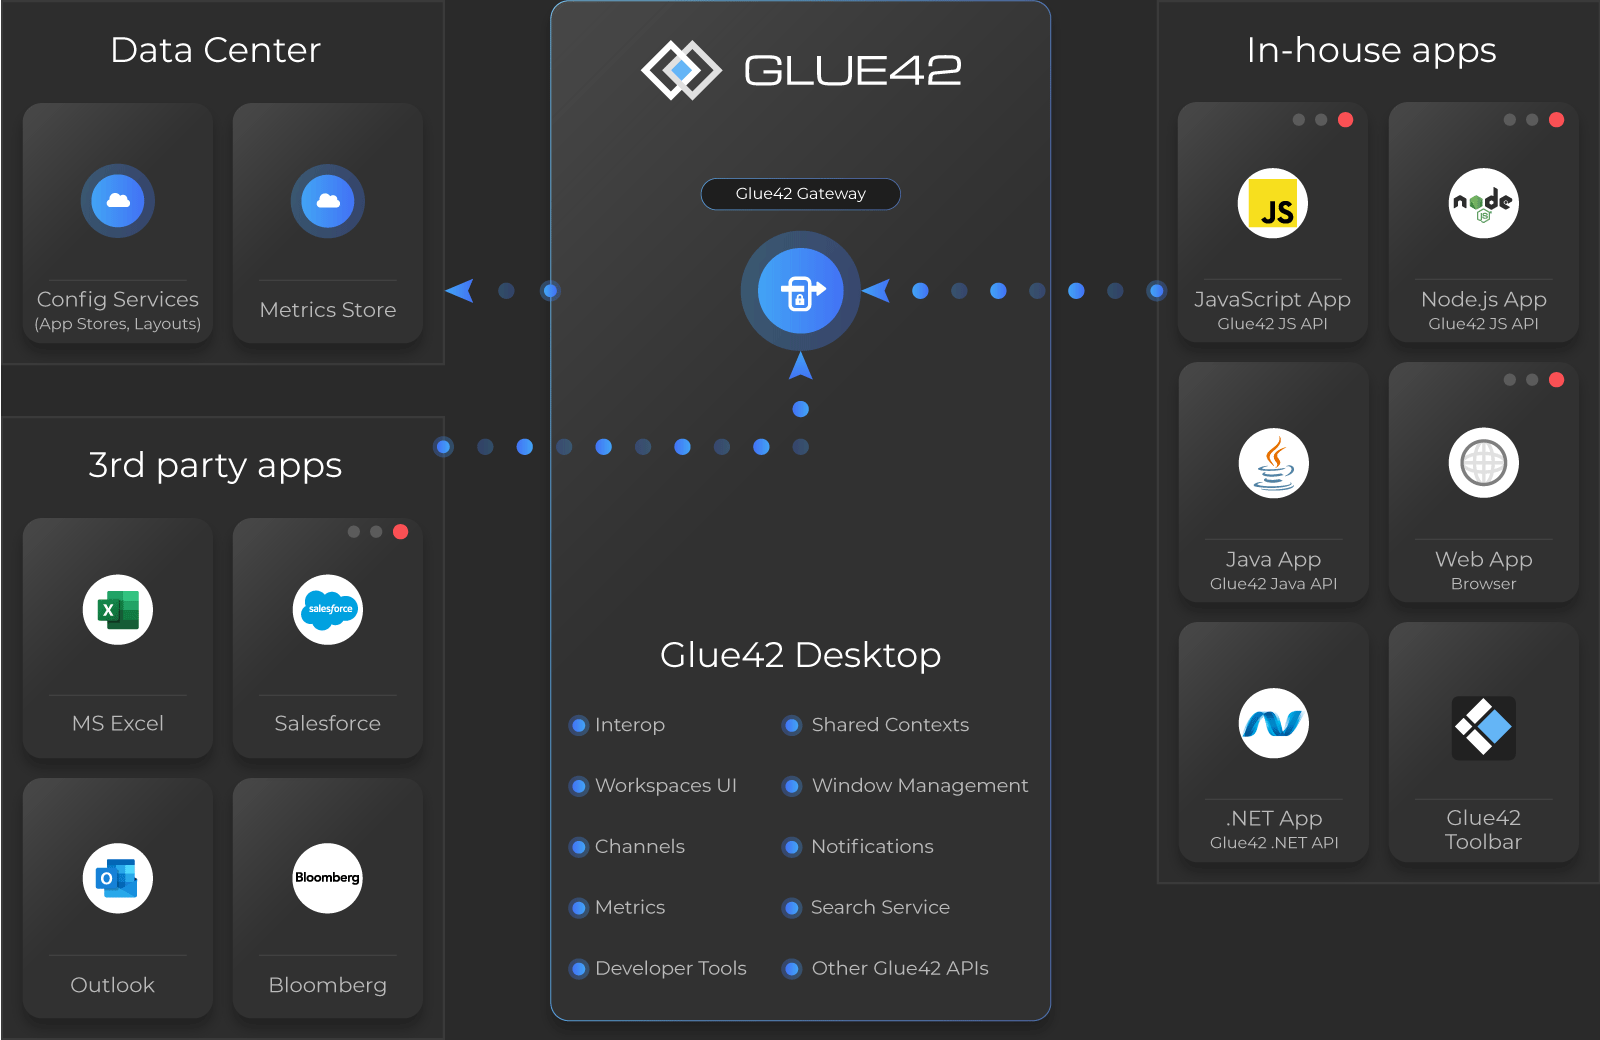 Data Center
Config Services
(App Stores, Layouts)
Metrics Store
3rd party apps
X
MS Excel
salesforce
Salesforce
O
Outlook
Bloomberg
Bloomberg
GLUE42
Glue42 Gateway
Glue42 Desktop
Interop
Shared Contexts
Workspaces UI
Window Management
Channels
Notifications
Metrics
Search Service
Developer Tools
Other Glue42 APIs
In-house apps
JS
JavaScript App
Glue42 JS API
node
JS
Node.js App
Glue42 JS API
Java App
Glue42 Java API
Web App
Browser
.NET App
Glue42 .NET API
Glue42
Toolbar